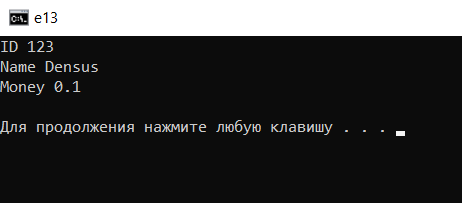 e13
ID 123
Name Densus
Money 0.1
Для продолжения нажмите любую клавишу . . .